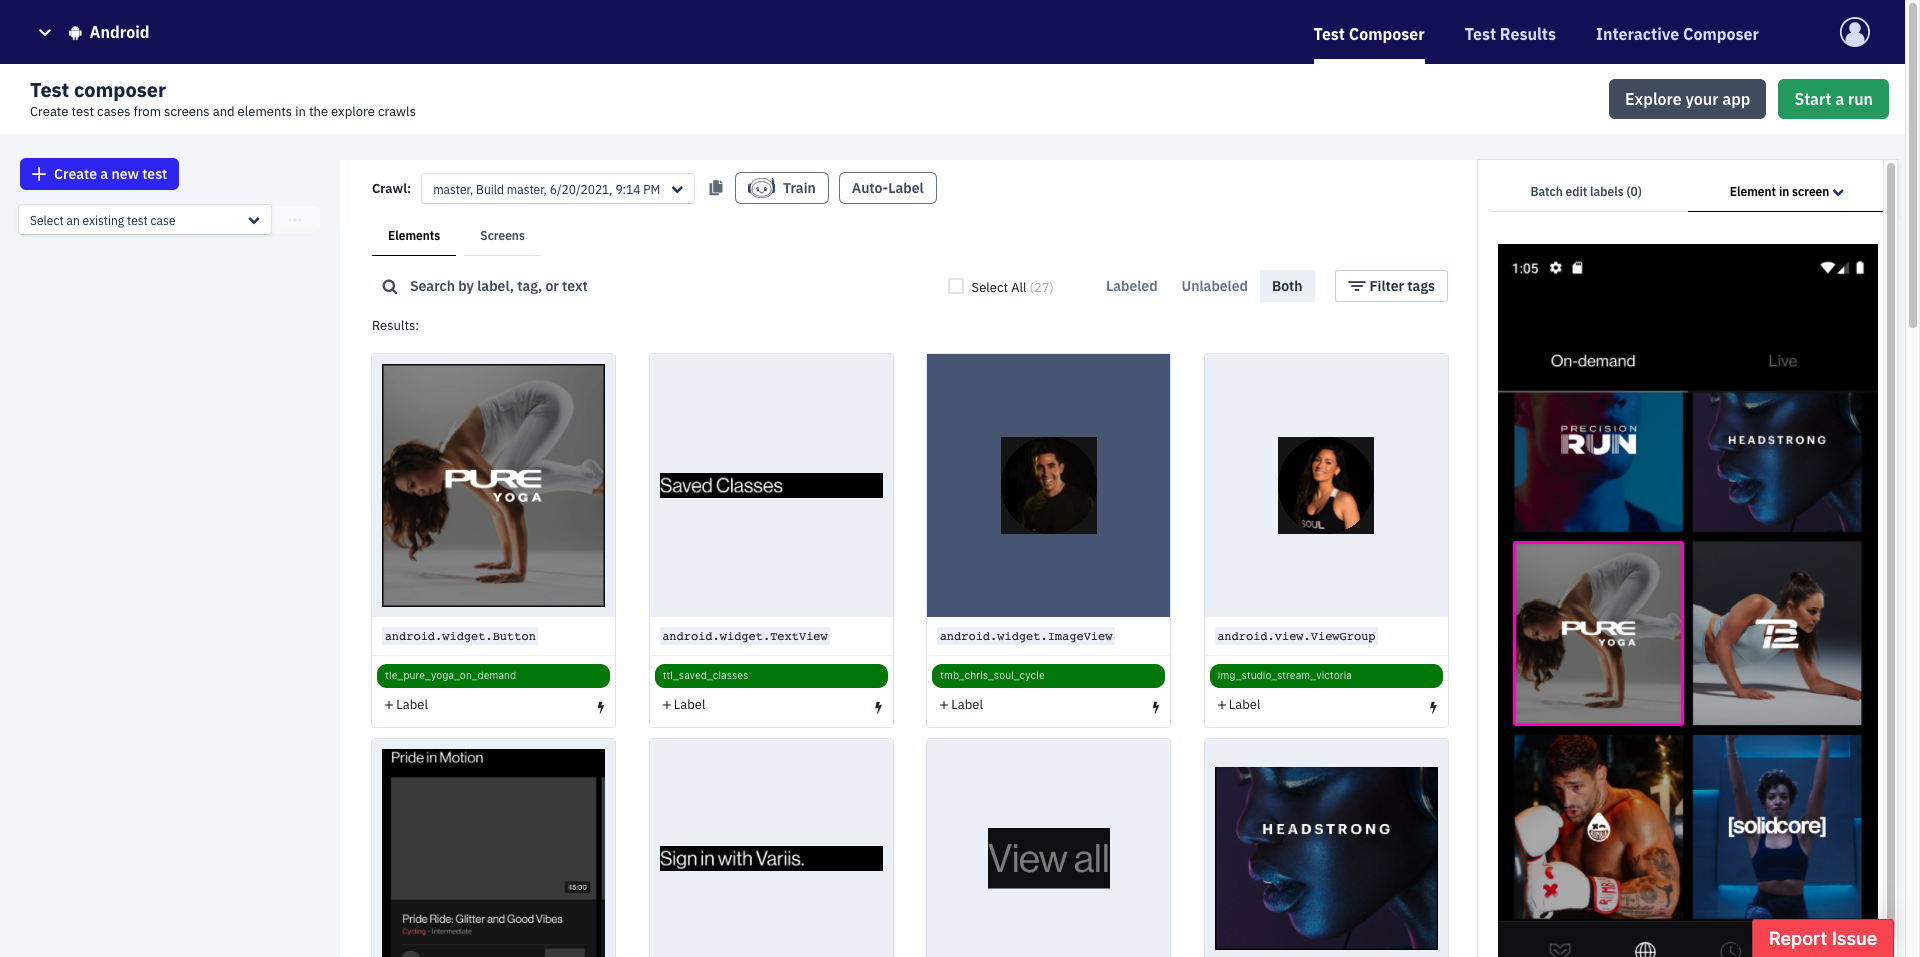 Android
Test Composer
Test Results
Interactive Composer
Test composer
Create test cases from screens and elements in the explore crawls
Explore your app
Start a run
+ Create a new test
Select an existing test case
Crawl:
master, Build master, 6/20/2021, 9:14 PM
Train
Auto-Label
Elements
Screens
Search by label, tag, or text
Select All (27)
Labeled
Unlabeled
Both
Filter tags
Results:
PURE
YOGA
android.widget.Button
tle_pure_yoga_on_demand
+ Label
Saved Classes
android.widget.TextView
ttl_saved_classes
+ Label
android.widget.ImageView
tmb_chris_soul_cycle
+ Label
SOUL
android.view.ViewGroup
img_studio_stream_victoria
+ Label
Pride in Motion
45:00
Pride Ride: Glitter and Good Vibes
Cycling - Intermediate
Sign in with Variis.
View all
HEADSTRONG
Batch edit labels (0)
Element in screen
1:05
On-demand
Live
PRECISION
RUN
HEADSTRONG
PURE
YOGA
[solidcore]
Report Issue